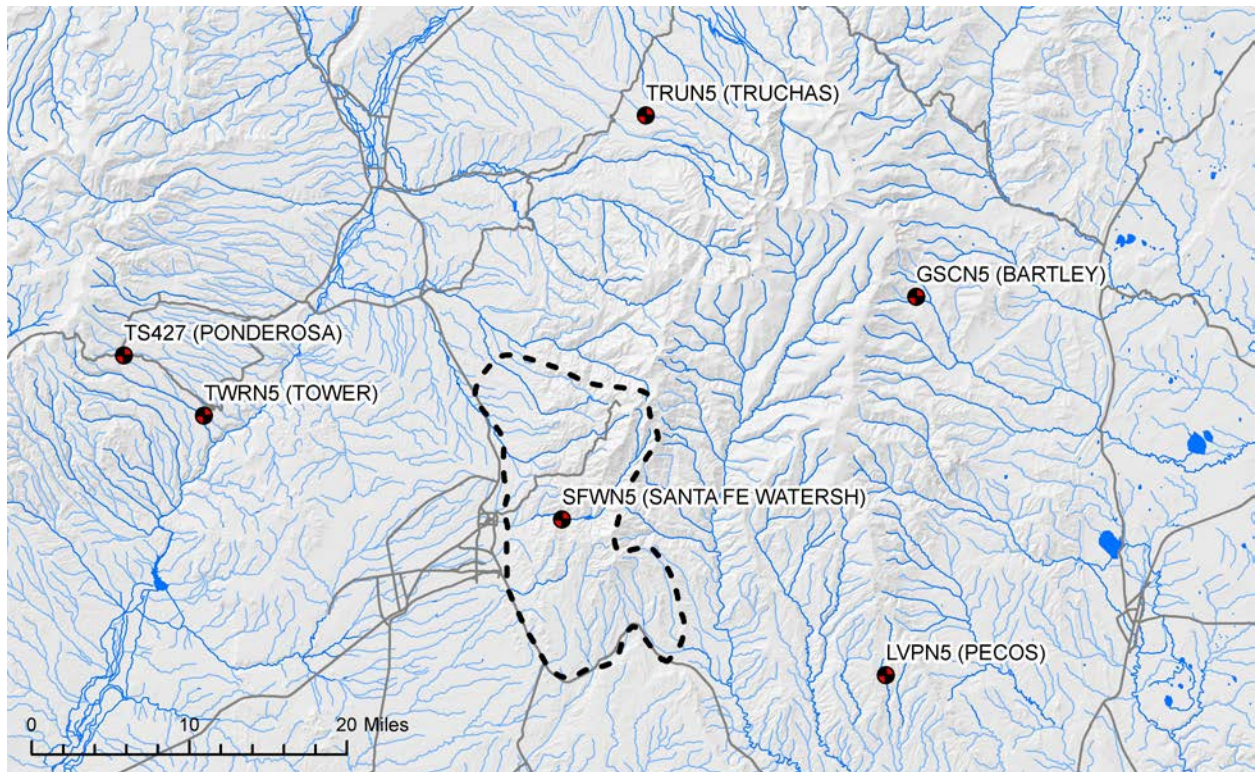 TRUN5 (TRUCHAS)
GSCN5 (BARTLEY)
TS427 (PONDEROSA)
TWRN5 (TOWER)
SFWN5 (SANTA FE WATERSH)
LVPN5 (PECOS)
0 10 20 Miles